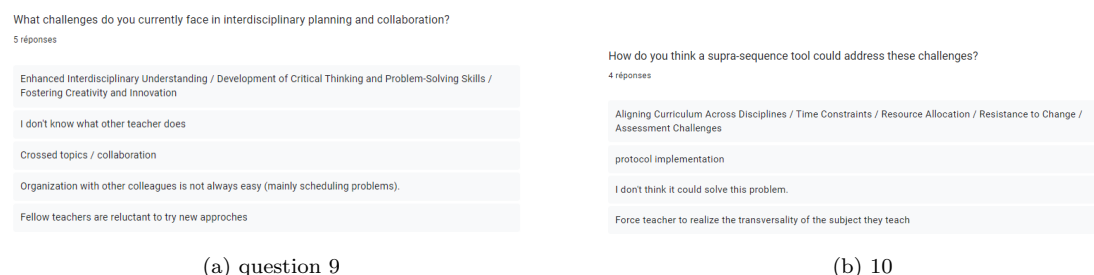 What challenges do you currently face in interdisciplinary planning and collaboration?
5 réponses
Enhanced Interdisciplinary Understanding / Development of Critical Thinking and Problem-Solving Skills /
Fostering Creativity and Innovation
I don't know what other teacher does
Crossed topics / collaboration
Organization with other colleagues is not always easy (mainly scheduling problems).
Fellow teachers are reluctant to try new approches
(a) question 9
How do you think a supra-sequence tool could address these challenges?
4 réponses
Aligning Curriculum Across Disciplines / Time Constraints / Resource Allocation / Resistance to Change /
Assessment Challenges
protocol implementation
I don't think it could solve this problem.
Force teacher to realize the transversality of the subject they teach
(b) 10